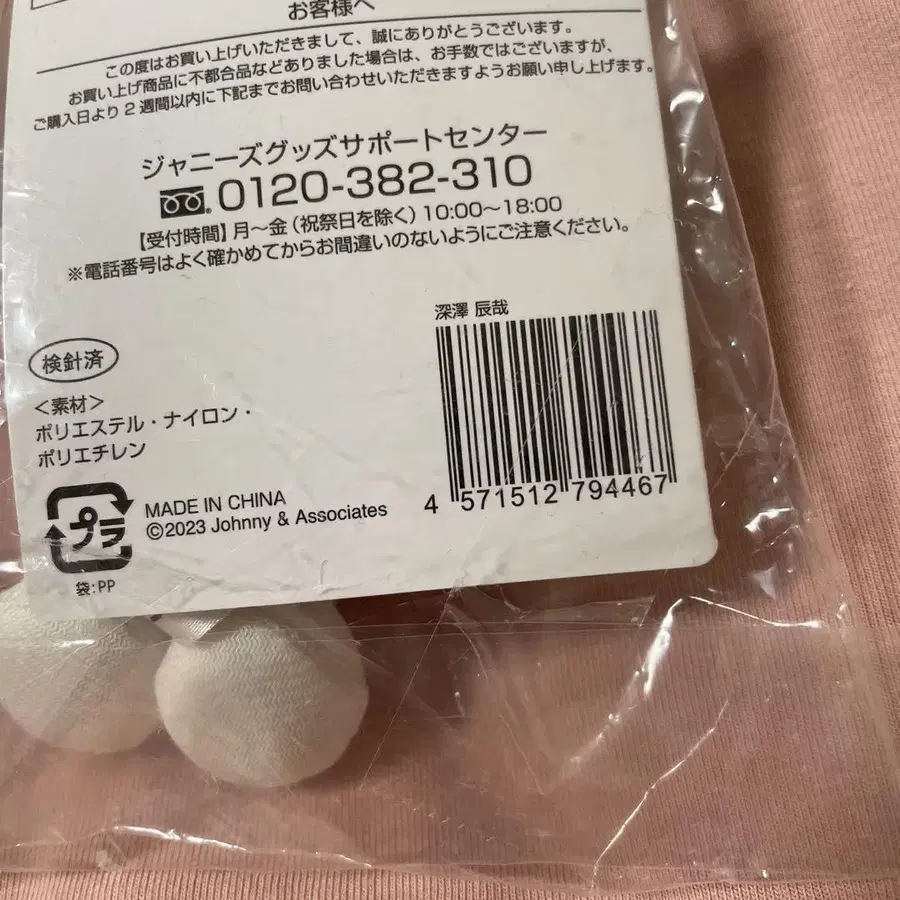 お客様へ
この度はお買い上げいただきまして、誠にありがとうございます。
お買い上げ商品に不都合品などありました場合は、お手数ではございますが、
ご購入日より2週間以内に下記までお問い合わせいただきますようお願い申し上げます。
ジャニーズグッズサポートセンター
0120-382-310
【受付時間】月～金（祝祭日を除く）10:00～18:00
※電話番号はよく確かめてからお間違いのないようにご注意ください。
深澤 辰哉
検針済
＜素材＞
ポリエステル・ナイロン・
ポリエチレン
4 571512 794467
プラ
MADE IN CHINA
©2023 Johnny & Associates
袋:PP